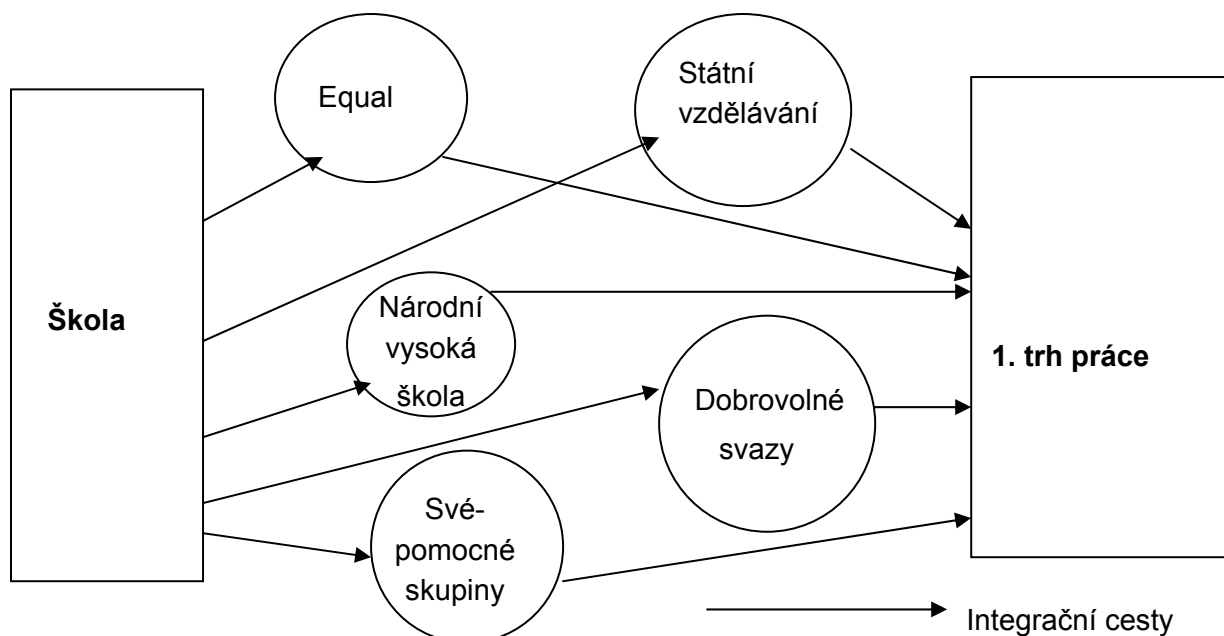 Equal
Státní
vzdělávání
Škola
Národní
vysoká
škola
1. trh práce
Dobrovolné
svazy
Své-
pomocné
skupiny
Integrační cesty